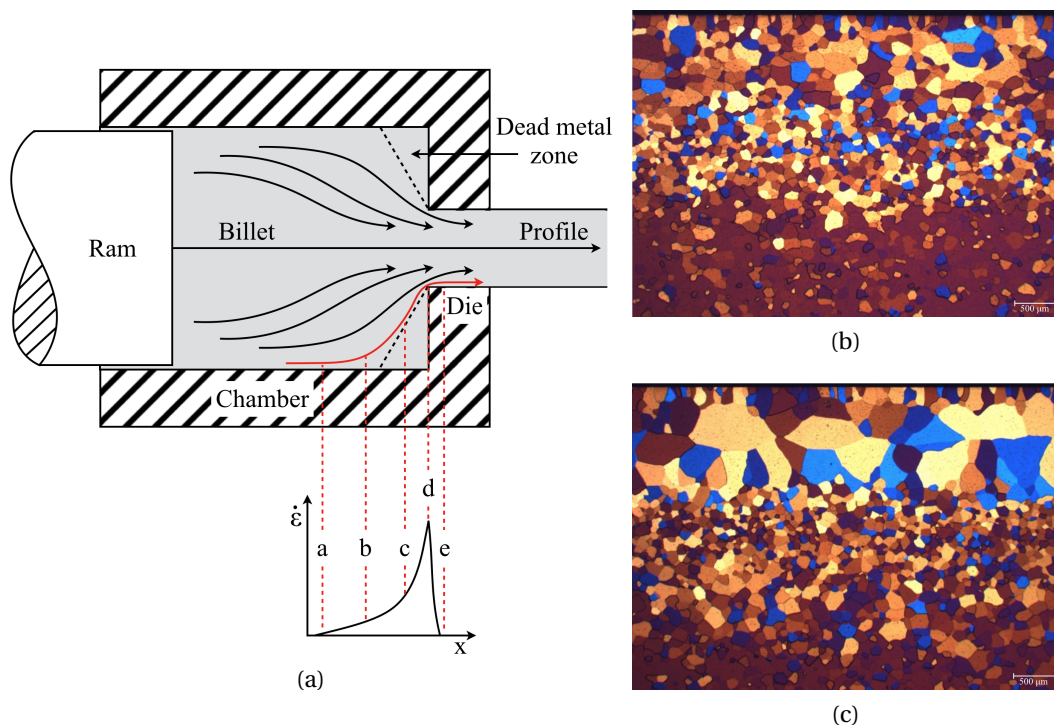 Dead metal
zone
Ram
Billet
Profile
Die
Chamber
d
ε̇
a
b
c
e
x
(a)
500 μm
(b)
500 μm
(c)